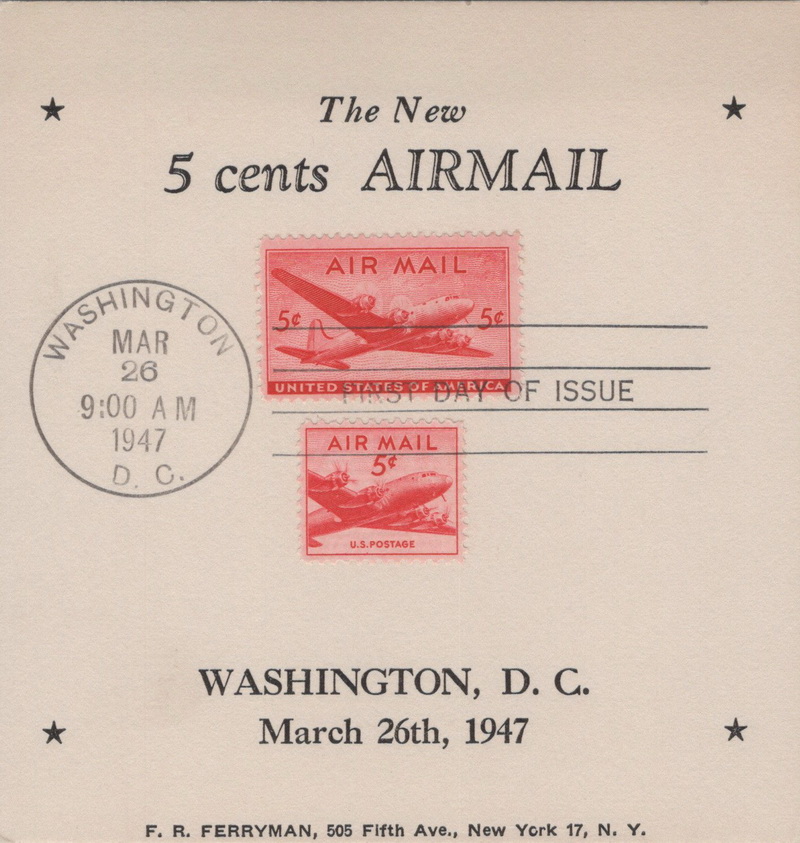 The New
5 cents AIRMAIL
AIR MAIL
5¢ 5¢
UNITED STATES OF AMERICA
WASHINGTON
MAR
26
9:00 AM
1947
D. C.
FIRST DAY OF ISSUE
AIR MAIL
5¢
U.S. POSTAGE
WASHINGTON, D. C.
March 26th, 1947
F. R. FERRYMAN, 505 Fifth Ave., New York 17, N. Y.